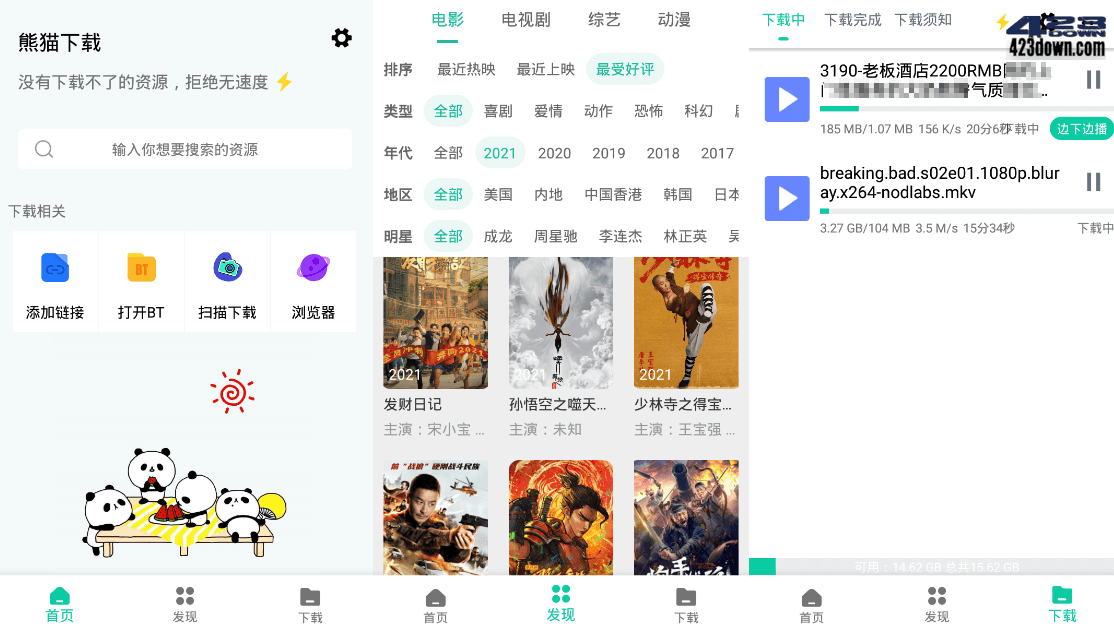 熊猫下载
没有下载不了的资源，拒绝无速度
输入你想要搜索的资源
下载相关
添加链接
BT
打开BT
扫描下载
浏览器
首页
发现
下载
电影 电视剧 综艺 动漫
排序 最近热映 最近上映 最受好评
类型 全部 喜剧 爱情 动作 恐怖 科幻
年代 全部 2021 2020 2019 2018 2017
地区 全部 美国 内地 中国香港 韩国 日本
明星 全部 成龙 周星驰 李连杰 林正英 吴
2021
2021
2021
发财日记
孙悟空之噬天...
少林寺之得宝...
主演：宋小宝 ...
主演：未知
主演：王宝强 ...
首页
发现
下载
下载中 下载完成 下载须知
423
DOWN
423down.com
3190-老板酒店2200RMB
气质
185 MB/1.07 MB 156 K/s 20分6秒
下载中
边下边播
breaking.bad.s02e01.1080p.blur
ay.x264-nodlabs.mkv
3.27 GB/104 MB 3.5 M/s 15分34秒
下载中
可用：14.62 GB 总共15.62 GB
首页
发现
下载